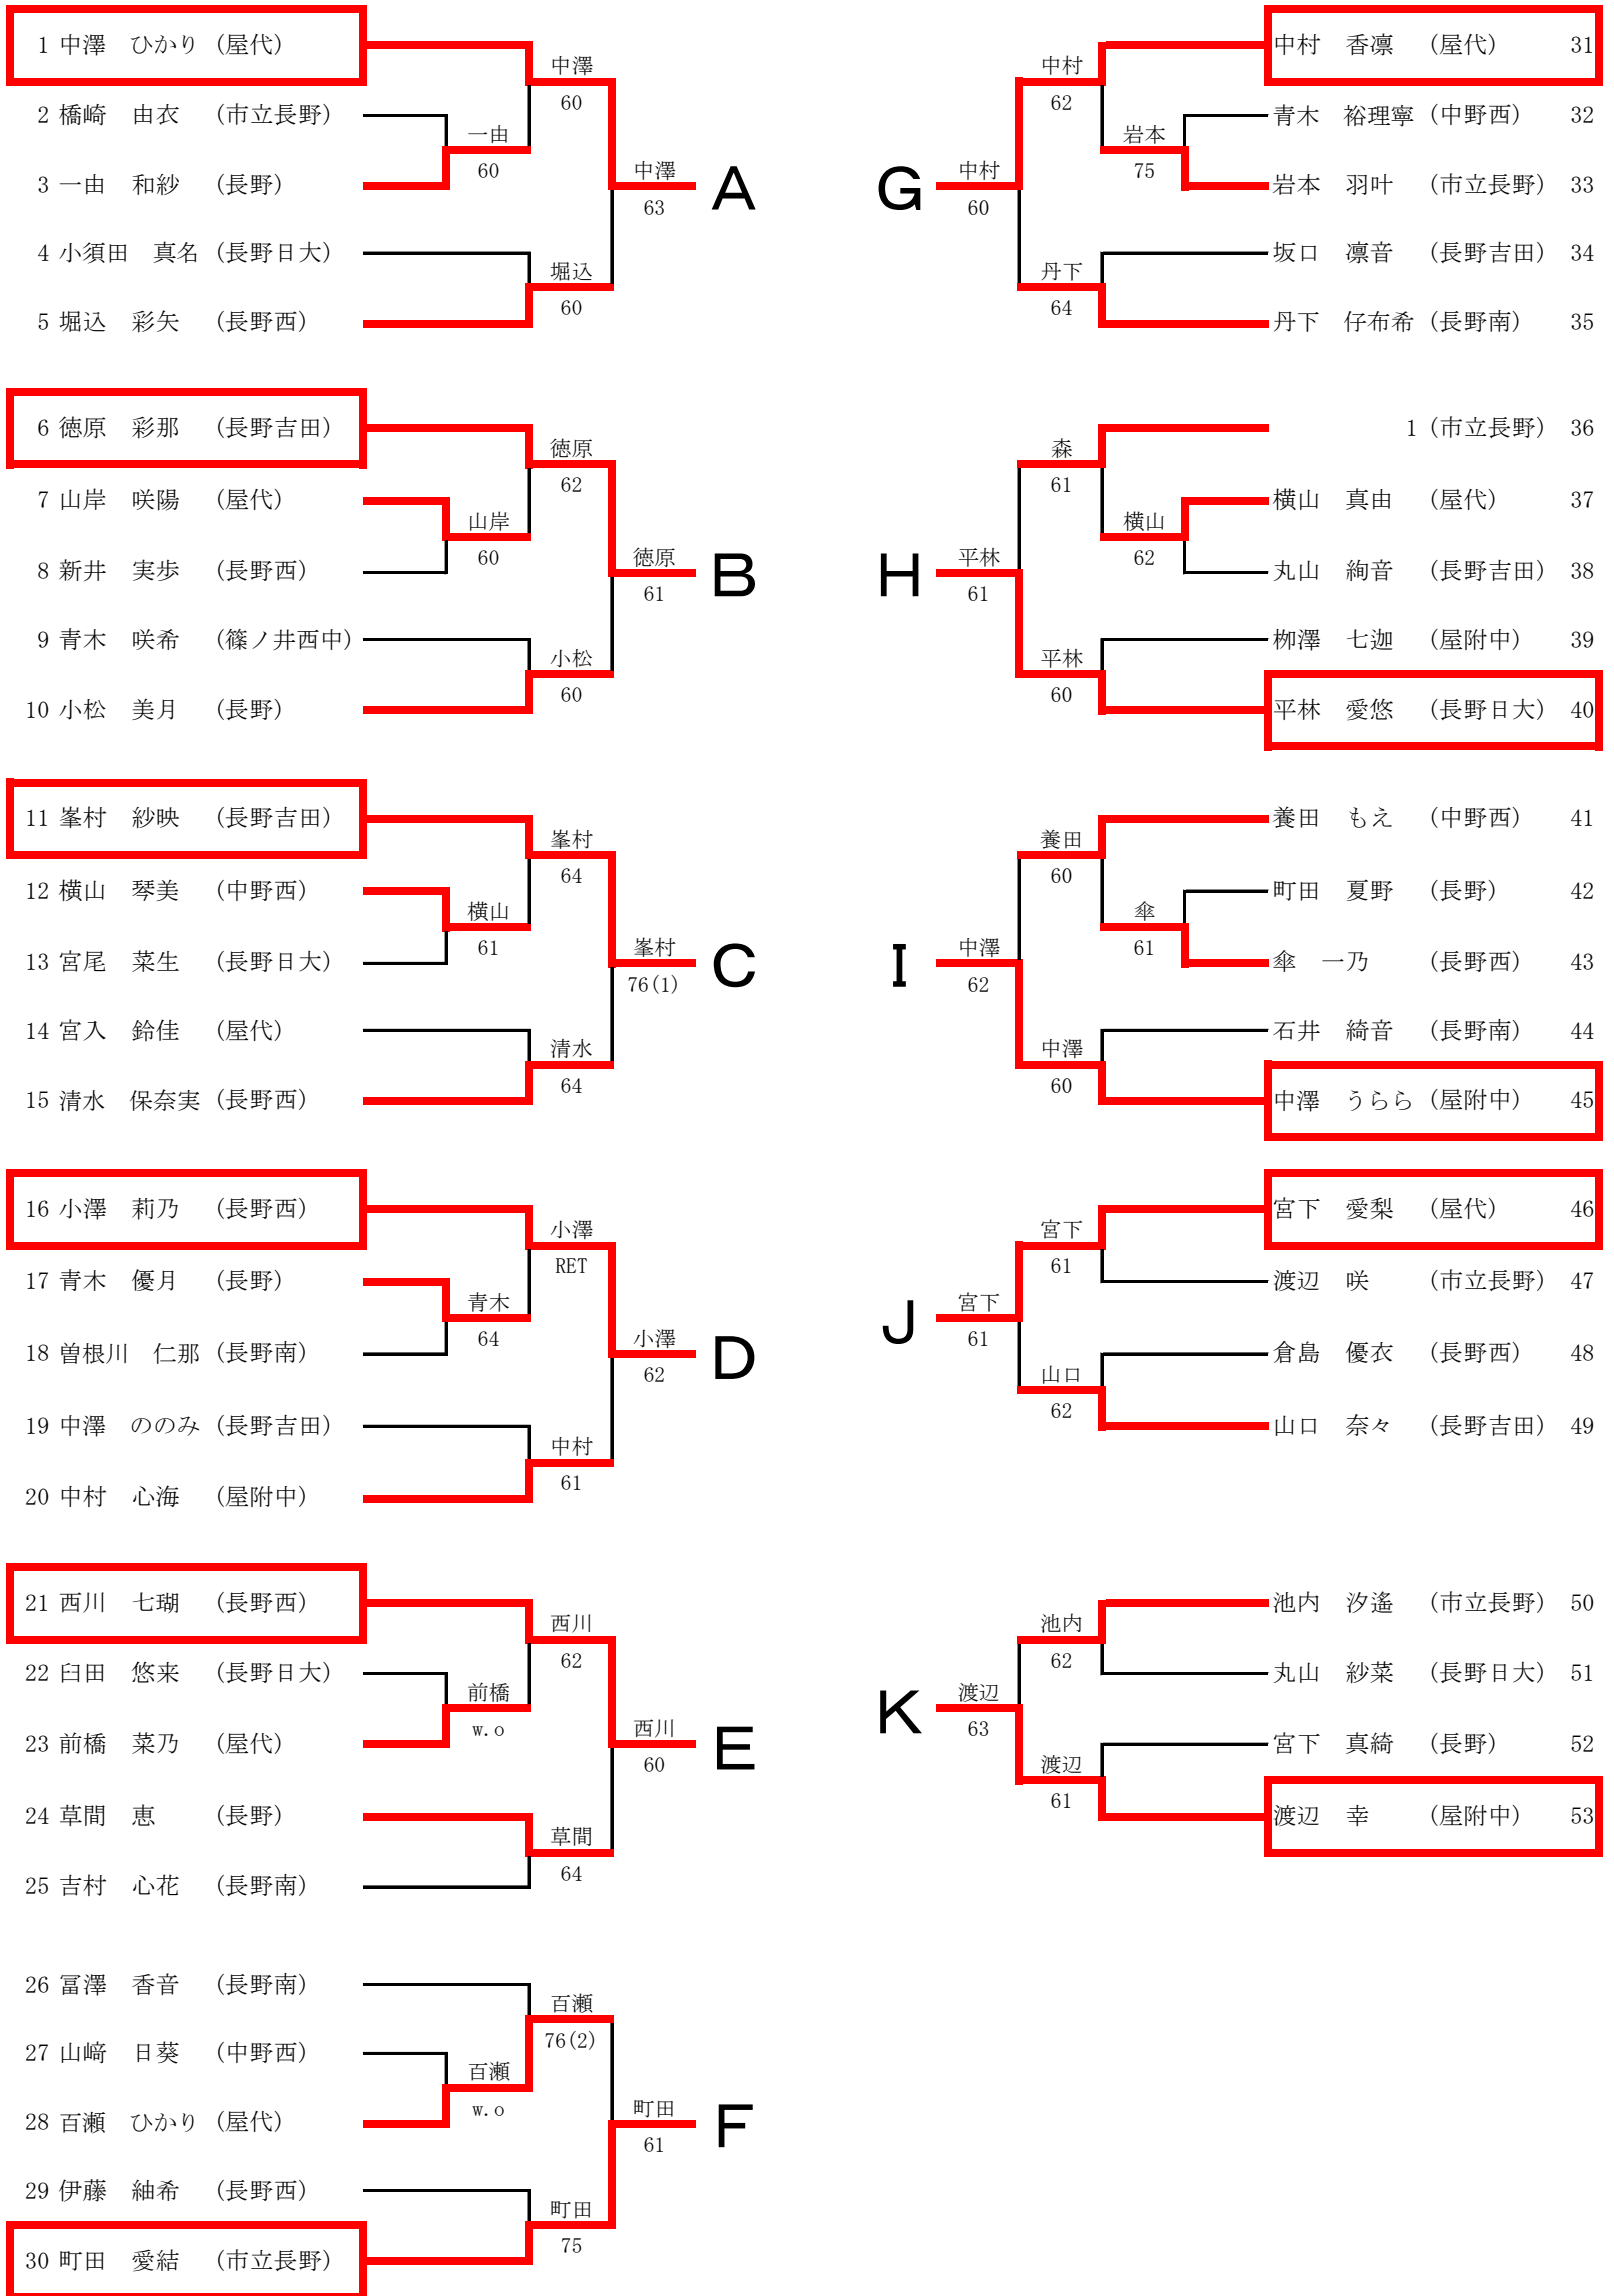 1 中澤　ひかり (屋代)
2 橋崎　由衣　(市立長野)
3 一由　和紗　(長野)
4 小須田　真名 (長野日大)
5 堀込　彩矢　(長野西)
一由
60
中澤
60
堀込
60
中澤
63
A
6 徳原　彩那　(長野吉田)
7 山岸　咲陽　(屋代)
8 新井　実歩　(長野西)
9 青木　咲希　(篠ノ井西中)
10 小松　美月　(長野)
山岸
60
徳原
62
小松
60
徳原
61
B
11 峯村　紗映　(長野吉田)
12 横山　琴美　(中野西)
13 宮尾　菜生　(長野日大)
14 宮入　鈴佳　(屋代)
15 清水　保奈実 (長野西)
横山
61
峯村
64
清水
64
峯村
76(1)
C
16 小澤　莉乃　(長野西)
17 青木　優月　(長野)
18 曽根川　仁那 (長野南)
19 中澤　ののみ (長野吉田)
20 中村　心海　(屋附中)
青木
64
小澤
RET
中村
61
小澤
62
D
21 西川　七瑚　(長野西)
22 臼田　悠来　(長野日大)
23 前橋　菜乃　(屋代)
24 草間　恵　(長野)
25 吉村　心花　(長野南)
前橋
w.o
西川
62
草間
64
西川
60
E
26 冨澤　香音　(長野南)
27 山﨑　日葵　(中野西)
28 百瀬　ひかり (屋代)
29 伊藤　紬希　(長野西)
30 町田　愛結　(市立長野)
百瀬
w.o
百瀬
76(2)
町田
75
町田
61
F
中村　香凛　(屋代)　31
青木　裕理寧 (中野西)　32
岩本　羽叶　(市立長野)　33
坂口　凛音　(長野吉田)　34
丹下　仔布希 (長野南)　35
岩本
75
中村
62
丹下
64
中村
60
G
1 (市立長野)　36
横山　真由　(屋代)　37
丸山　絢音　(長野吉田)　38
栁澤　七迦　(屋附中)　39
平林　愛悠　(長野日大)　40
横山
62
森
61
平林
60
平林
61
H
養田　もえ　(中野西)　41
町田　夏野　(長野)　42
傘　一乃　(長野西)　43
石井　綺音　(長野南)　44
中澤　うらら (屋附中)　45
傘
61
養田
60
中澤
60
中澤
62
I
宮下　愛梨　(屋代)　46
渡辺　咲　(市立長野)　47
倉島　優衣　(長野西)　48
山口　奈々　(長野吉田)　49
宮下
61
山口
62
宮下
61
J
池内　汐遙　(市立長野)　50
丸山　紗菜　(長野日大)　51
宮下　真綺　(長野)　52
渡辺　幸　(屋附中)　53
池内
62
渡辺
61
渡辺
63
K